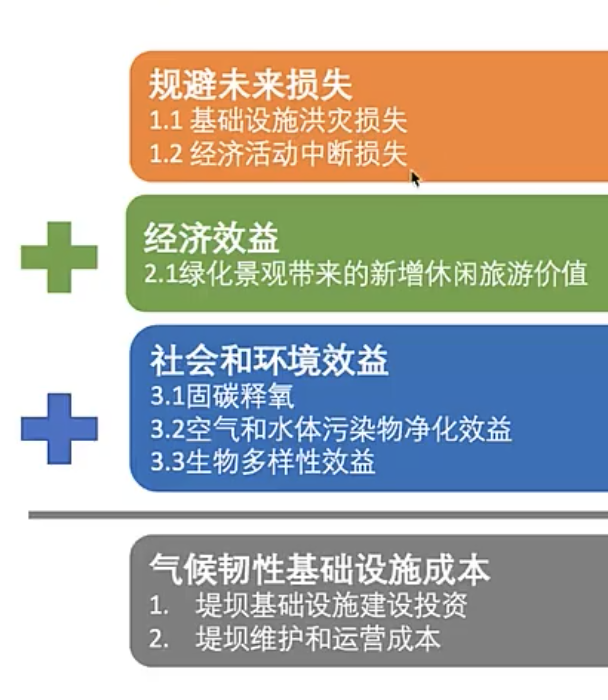 规避未来损失
1.1 基础设施洪灾损失
1.2 经济活动中断损失
经济效益
2.1绿化景观带来的新增休闲旅游价值
社会和环境效益
3.1固碳释氧
3.2空气和水体污染物净化效益
3.3生物多样性效益
气候韧性基础设施成本
1. 堤坝基础设施建设投资
2. 堤坝维护和运营成本